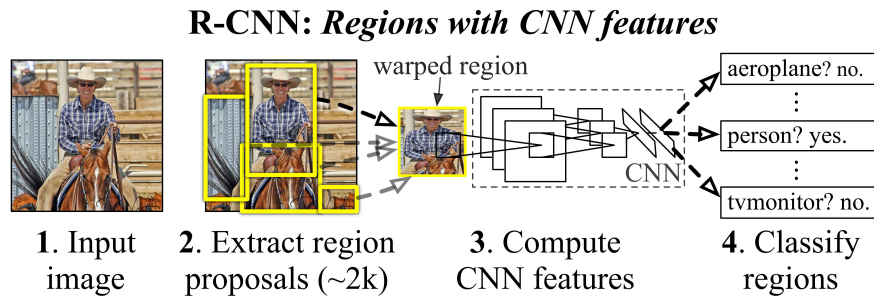 R-CNN: Regions with CNN features
warped region
aeroplane? no.
⋮
person? yes.
⋮
tvmonitor? no.
CNN
1. Input
image
2. Extract region
proposals (~2k)
3. Compute
CNN features
4. Classify
regions